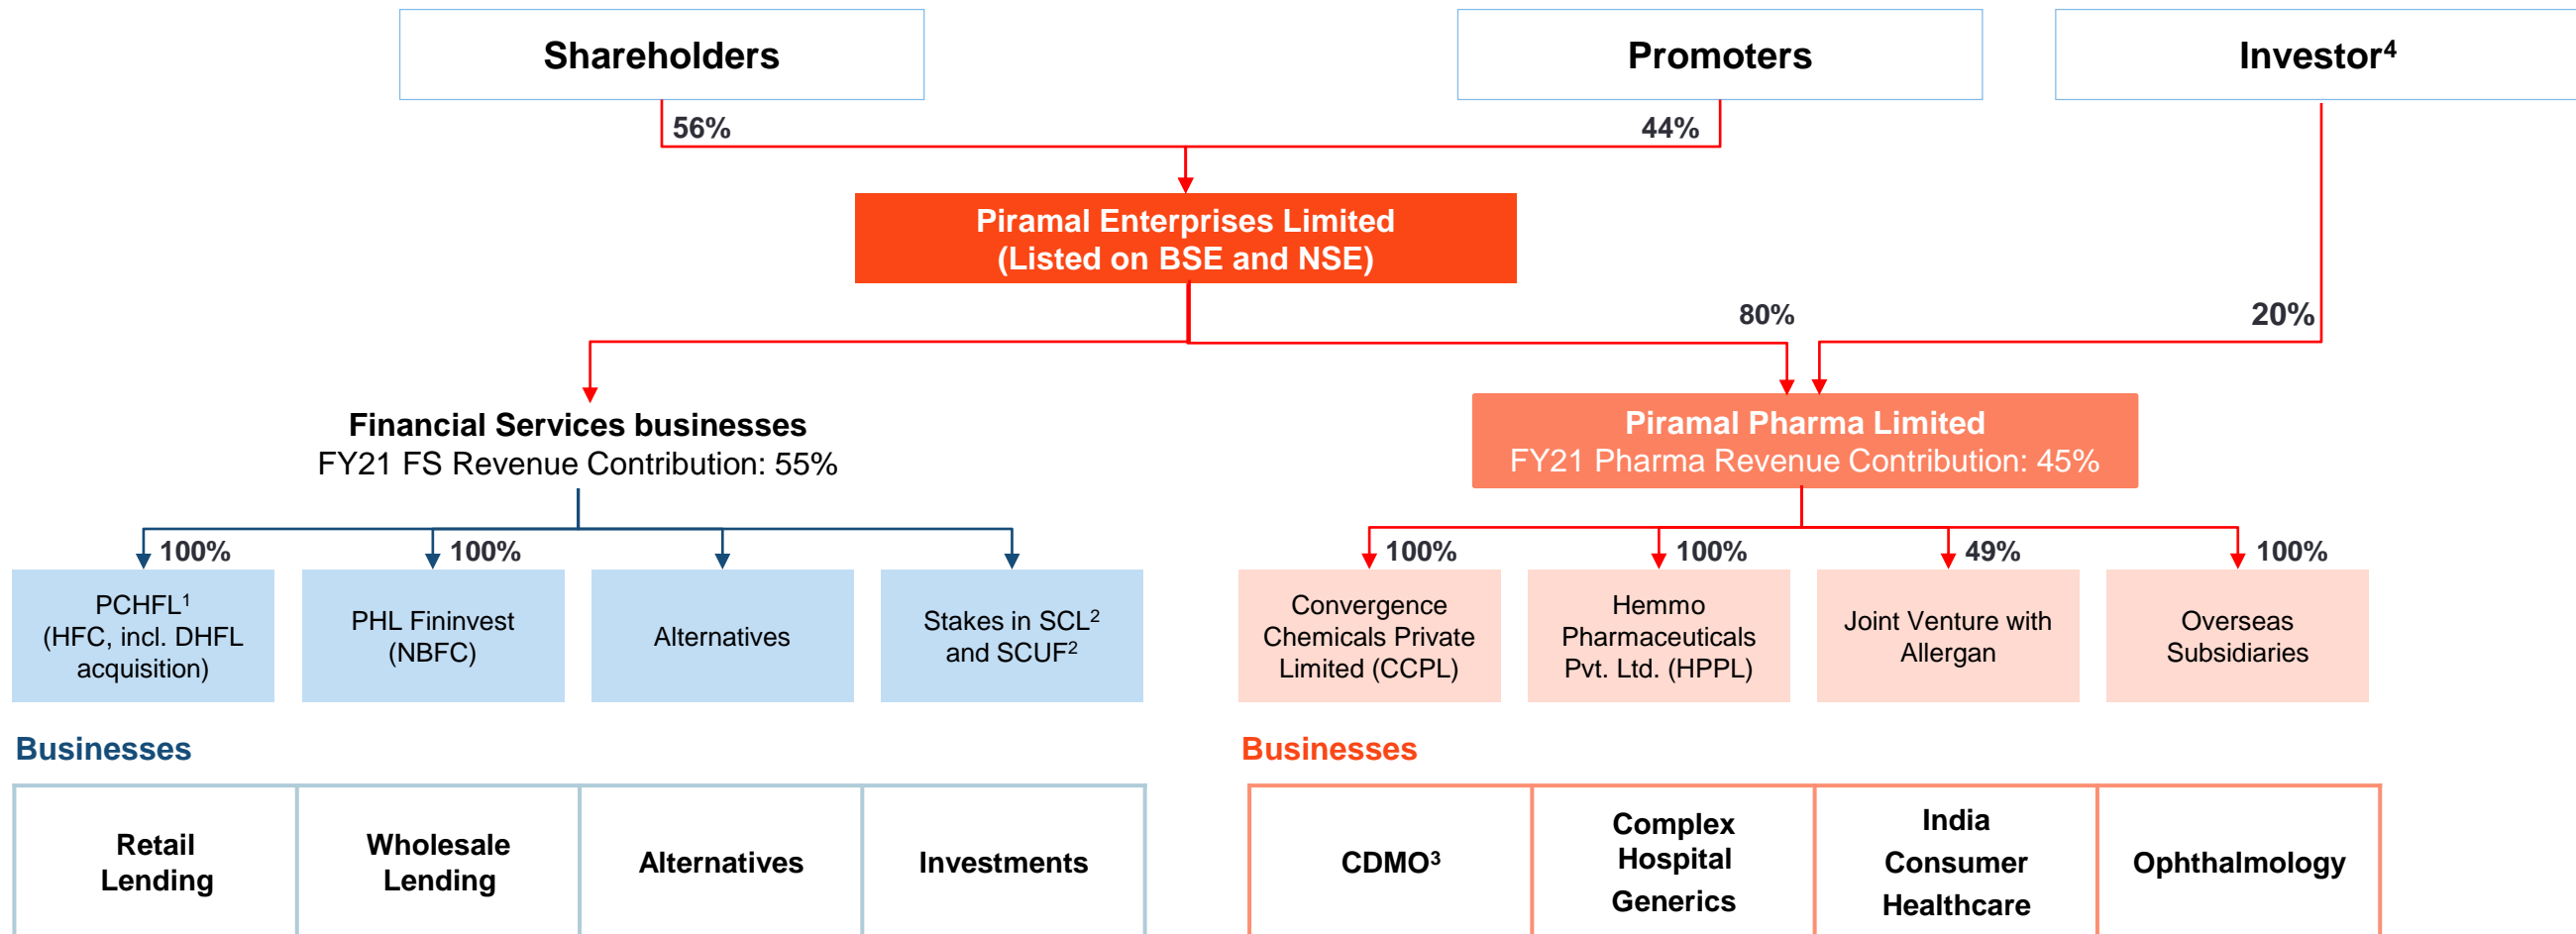 Shareholders
Promoters
Investor⁴
56%
44%
Piramal Enterprises Limited
(Listed on BSE and NSE)
80%
20%
Financial Services businesses
FY21 FS Revenue Contribution: 55%
Piramal Pharma Limited
FY21 Pharma Revenue Contribution: 45%
100%
100%
100%
100%
49%
100%
PCHFL¹
(HFC, incl. DHFL
acquisition)
PHL Fininvest
(NBFC)
Alternatives
Stakes in SCL²
and SCUF²
Convergence
Chemicals Private
Limited (CCPL)
Hemmo
Pharmaceuticals
Pvt. Ltd. (HPPL)
Joint Venture with
Allergan
Overseas
Subsidiaries
Businesses
Retail
Lending
Wholesale
Lending
Alternatives
Investments
Businesses
CDMO³
Complex
Hospital
Generics
India
Consumer
Healthcare
Ophthalmology